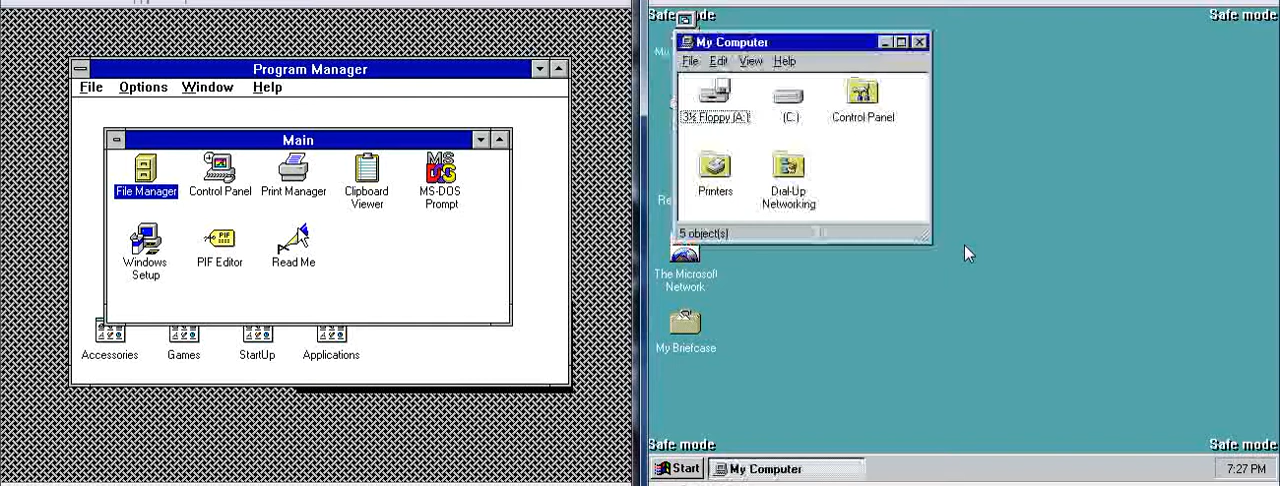 Program Manager
File Options Window Help
Main
File Manager Control Panel Print Manager Clipboard Viewer MS-DOS Prompt
Windows Setup PIF Editor Read Me
Accessories Games StartUp Applications
Safe mode
Safe mode
My Computer
File Edit View Help
3½ Floppy (A:) (C:) Control Panel
Printers Dial-Up Networking
5 object(s)
The Microsoft Network
My Briefcase
Safe mode
Safe mode
Start My Computer 7:27 PM